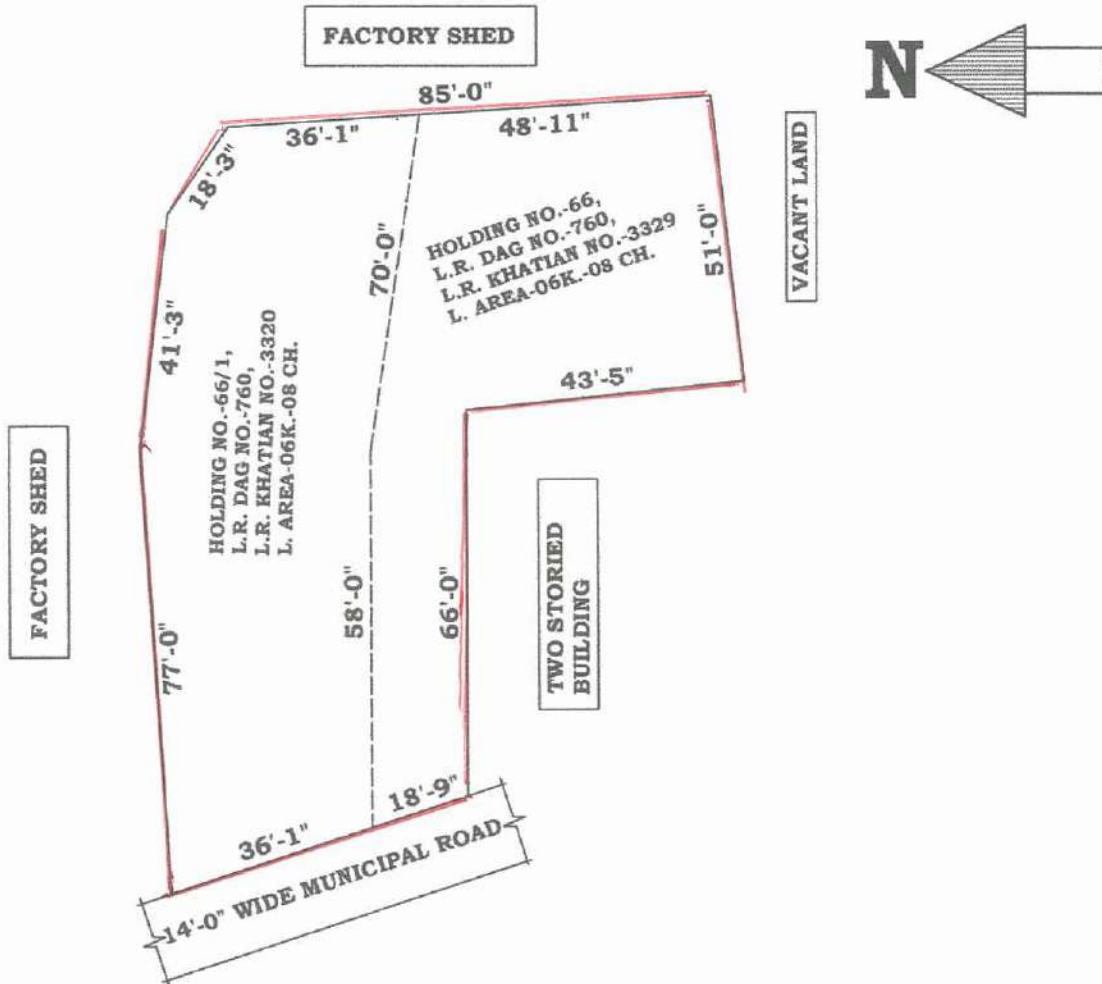 FACTORY SHED
N
85'-0"
36'-1"
48'-11"
18'-3"
VACANT LAND
HOLDING NO.-66,
L.R. DAG NO.-760,
L.R. KHATIAN NO.-3329
L. AREA-06K.-08 CH.
70'-0"
51'-0"
41'-3"
HOLDING NO.-66/1,
L.R. DAG NO.-760,
L.R. KHATIAN NO.-3320
L. AREA-06K.-08 CH.
43'-5"
FACTORY SHED
TWO STORIED
BUILDING
58'-0"
66'-0"
77'-0"
18'-9"
36'-1"
14'-0" WIDE MUNICIPAL ROAD